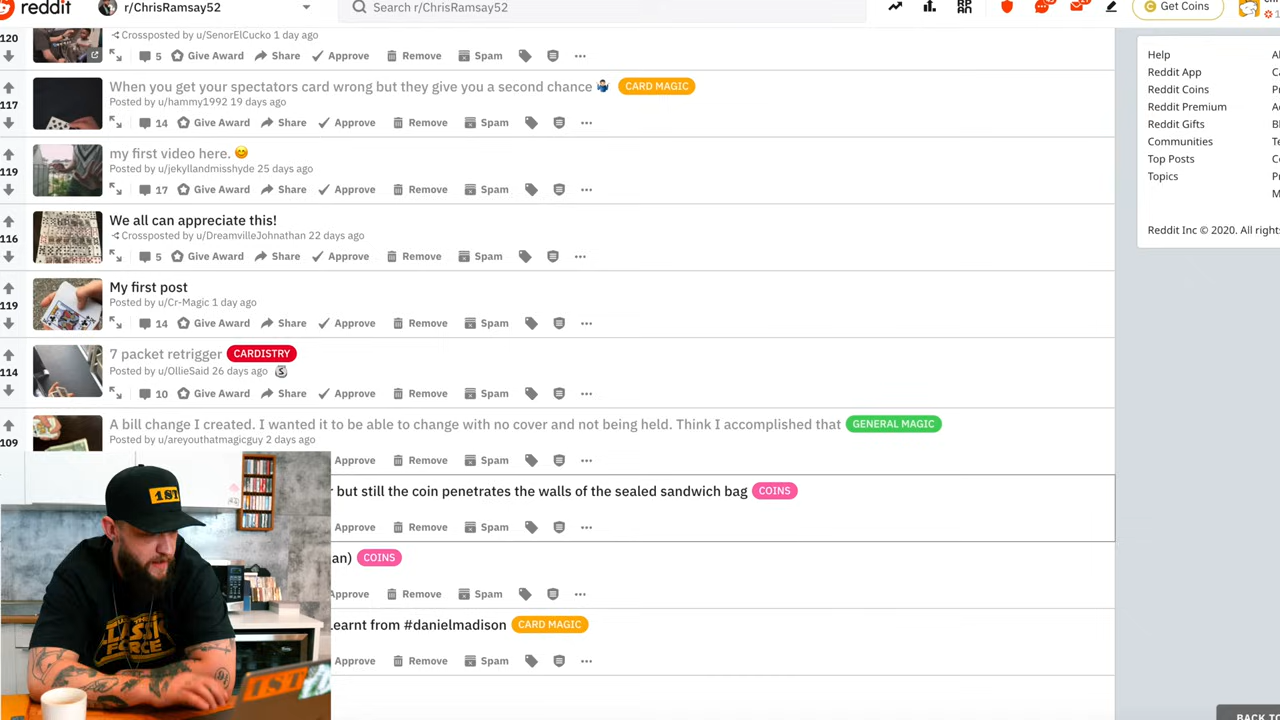 reddit r/ChrisRamsay52 Search r/ChrisRamsay52 Get Coins
120
Crossposted by u/SenorElCucko 1 day ago
5 Give Award Share Approve Remove Spam
117
When you get your spectators card wrong but they give you a second chance 🤷🏻‍♂️ CARD MAGIC
Posted by u/hammy1992 19 days ago
14 Give Award Share Approve Remove Spam
119
my first video here. 😊
Posted by u/jekyllandmisshyde 25 days ago
17 Give Award Share Approve Remove Spam
116
We all can appreciate this!
Crossposted by u/DreamvilleJohnathan 22 days ago
5 Give Award Share Approve Remove Spam
119
My first post
Posted by u/Cr-Magic 1 day ago
14 Give Award Share Approve Remove Spam
114
7 packet retrigger CARDISTRY
Posted by u/OllieSaid 26 days ago
10 Give Award Share Approve Remove Spam
109
A bill change I created. I wanted it to be able to change with no cover and not being held. Think I accomplished that GENERAL MAGIC
Posted by u/areyouthatmagicguy 2 days ago
Approve Remove Spam
but still the coin penetrates the walls of the sealed sandwich bag COINS
Approve Remove Spam
an) COINS
Approve Remove Spam
earnt from #danielmadison CARD MAGIC
Approve Remove Spam
Help
Reddit App
Reddit Coins
Reddit Premium
Reddit Gifts
Communities
Top Posts
Topics
Reddit Inc © 2020. All rights
BACK TO
1ST
CLASSIC
FORCE
1ST